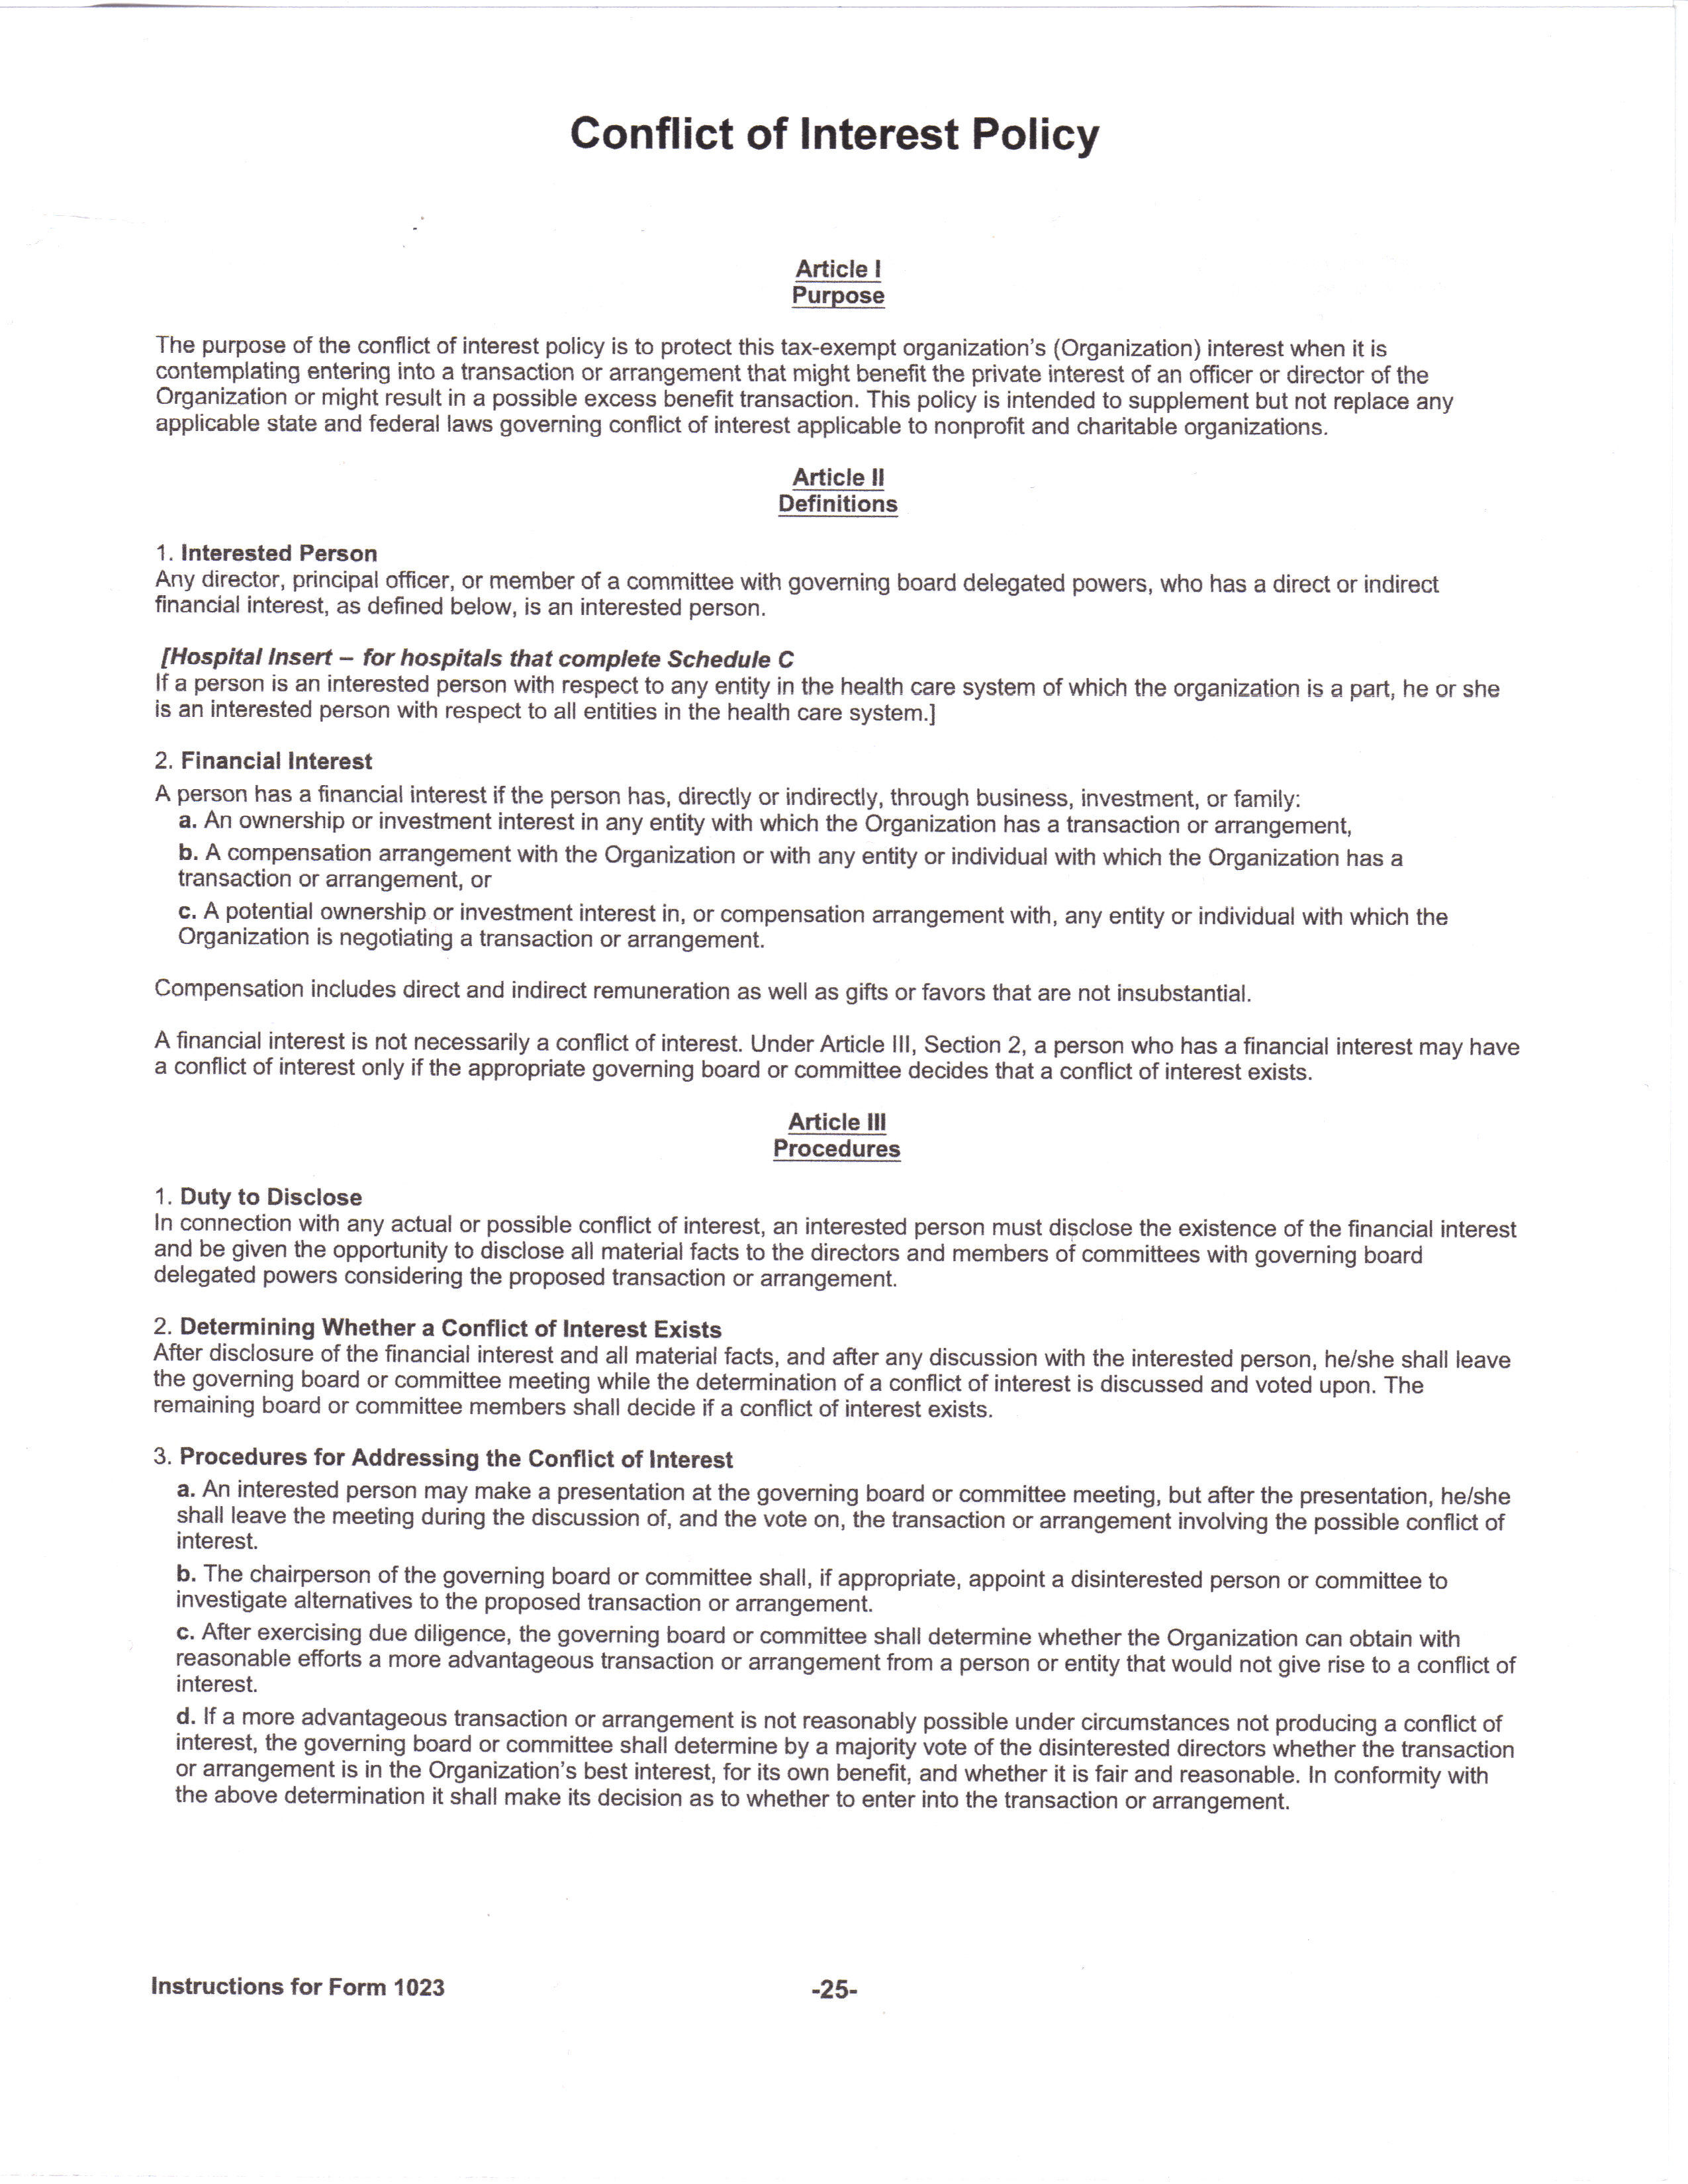 Conflict of Interest Policy
Article I
Purpose
The purpose of the conflict of interest policy is to protect this tax-exempt organization's (Organization) interest when it is
contemplating entering into a transaction or arrangement that might benefit the private interest of an officer or director of the
Organization or might result in a possible excess benefit transaction. This policy is intended to supplement but not replace any
applicable state and federal laws governing conflict of interest applicable to nonprofit and charitable organizations.
Article II
Definitions
1. Interested Person
Any director, principal officer, or member of a committee with governing board delegated powers, who has a direct or indirect
financial interest, as defined below, is an interested person.
[Hospital Insert – for hospitals that complete Schedule C
If a person is an interested person with respect to any entity in the health care system of which the organization is a part, he or she
is an interested person with respect to all entities in the health care system.]
2. Financial Interest
A person has a financial interest if the person has, directly or indirectly, through business, investment, or family:
a. An ownership or investment interest in any entity with which the Organization has a transaction or arrangement,
b. A compensation arrangement with the Organization or with any entity or individual with which the Organization has a
transaction or arrangement, or
c. A potential ownership or investment interest in, or compensation arrangement with, any entity or individual with which the
Organization is negotiating a transaction or arrangement.
Compensation includes direct and indirect remuneration as well as gifts or favors that are not insubstantial.
A financial interest is not necessarily a conflict of interest. Under Article III, Section 2, a person who has a financial interest may have
a conflict of interest only if the appropriate governing board or committee decides that a conflict of interest exists.
Article III
Procedures
1. Duty to Disclose
In connection with any actual or possible conflict of interest, an interested person must disclose the existence of the financial interest
and be given the opportunity to disclose all material facts to the directors and members of committees with governing board
delegated powers considering the proposed transaction or arrangement.
2. Determining Whether a Conflict of Interest Exists
After disclosure of the financial interest and all material facts, and after any discussion with the interested person, he/she shall leave
the governing board or committee meeting while the determination of a conflict of interest is discussed and voted upon. The
remaining board or committee members shall decide if a conflict of interest exists.
3. Procedures for Addressing the Conflict of Interest
a. An interested person may make a presentation at the governing board or committee meeting, but after the presentation, he/she
shall leave the meeting during the discussion of, and the vote on, the transaction or arrangement involving the possible conflict of
interest.
b. The chairperson of the governing board or committee shall, if appropriate, appoint a disinterested person or committee to
investigate alternatives to the proposed transaction or arrangement.
c. After exercising due diligence, the governing board or committee shall determine whether the Organization can obtain with
reasonable efforts a more advantageous transaction or arrangement from a person or entity that would not give rise to a conflict of
interest.
d. If a more advantageous transaction or arrangement is not reasonably possible under circumstances not producing a conflict of
interest, the governing board or committee shall determine by a majority vote of the disinterested directors whether the transaction
or arrangement is in the Organization's best interest, for its own benefit, and whether it is fair and reasonable. In conformity with
the above determination it shall make its decision as to whether to enter into the transaction or arrangement.
Instructions for Form 1023
-25-